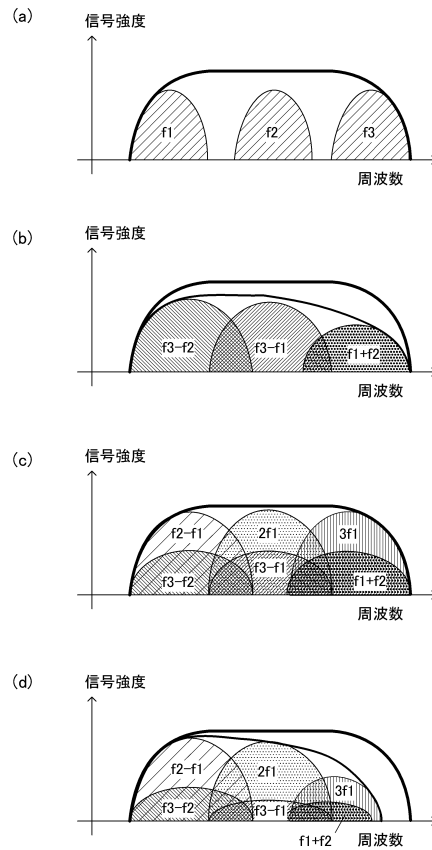 (a)
信号強度
f1
f2
f3
周波数
(b)
信号強度
f3−f2
f3−f1
f1+f2
周波数
(c)
信号強度
f2−f1
2f1
3f1
f3−f2
f3−f1
f1+f2
周波数
(d)
信号強度
f2−f1
2f1
3f1
f3−f2
f3−f1
f1+f2
周波数